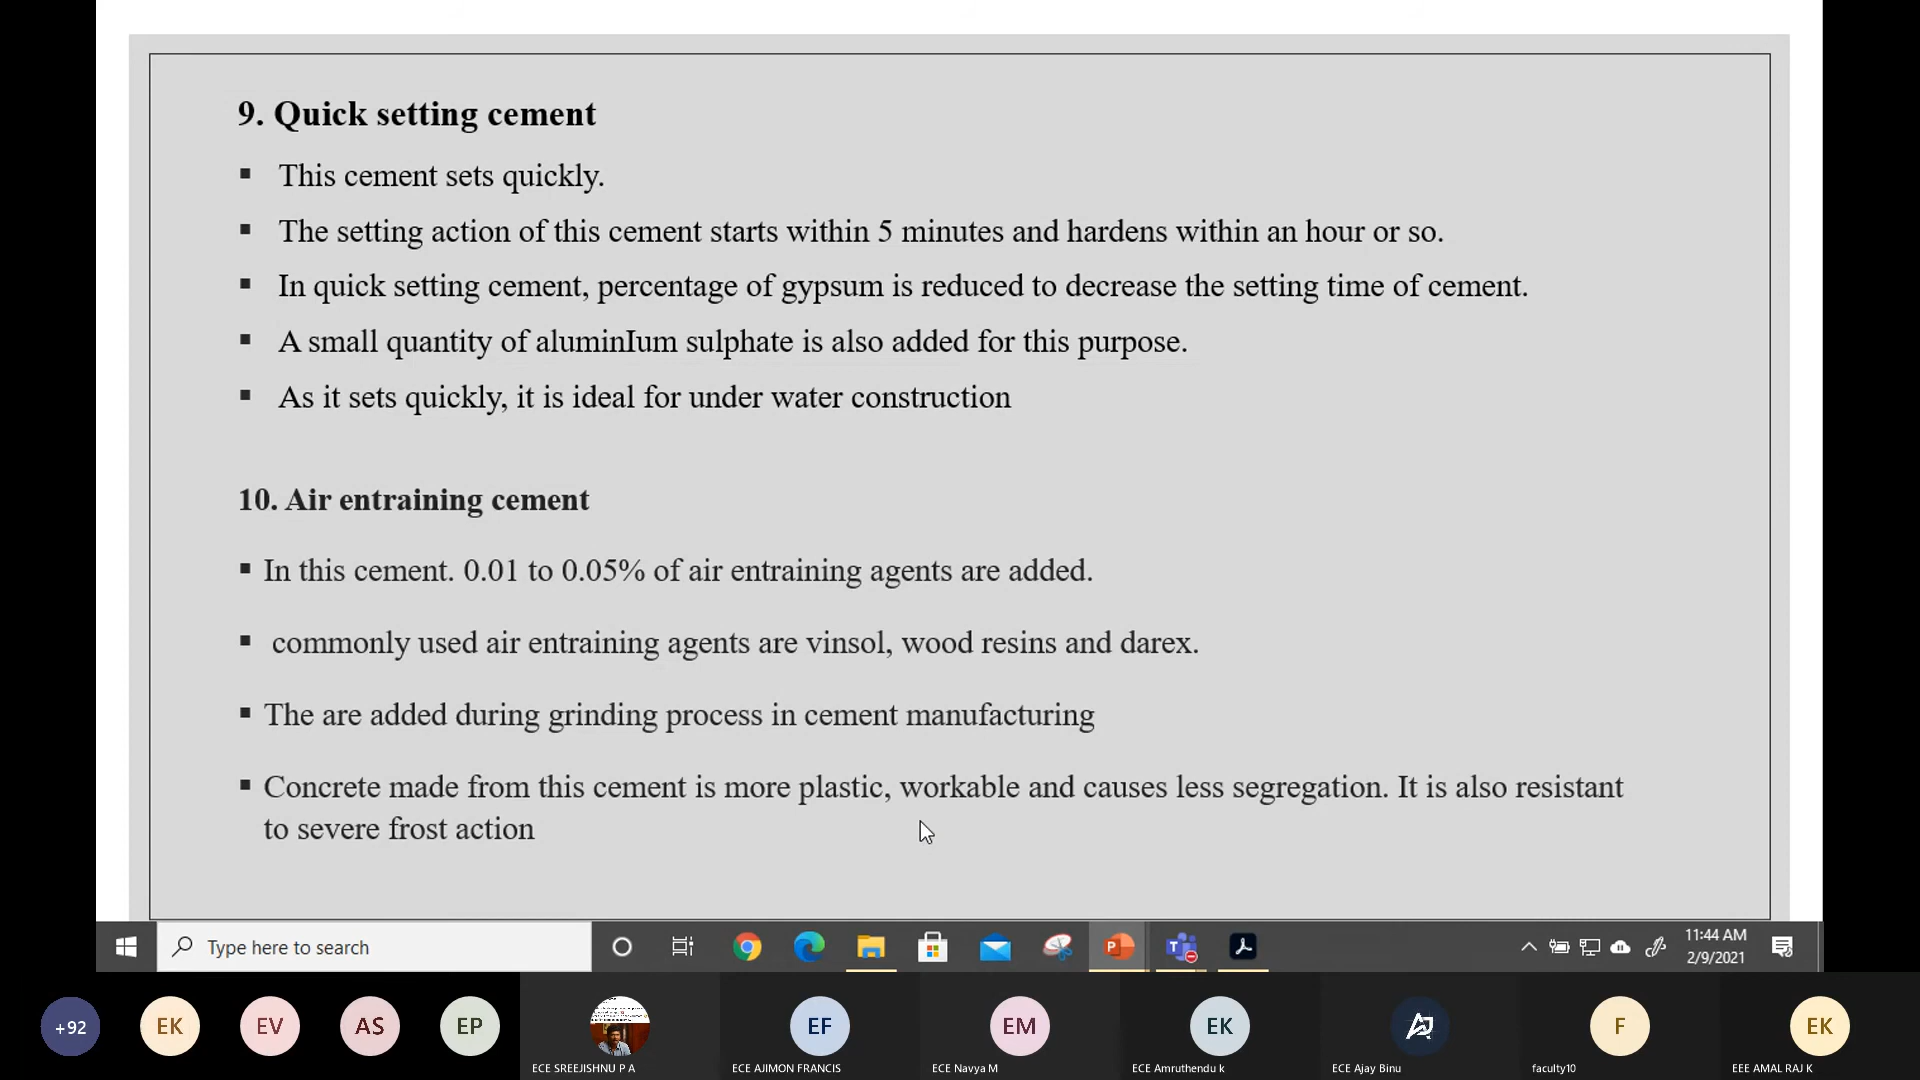 9. Quick setting cement
▪ This cement sets quickly.
▪ The setting action of this cement starts within 5 minutes and hardens within an hour or so.
▪ In quick setting cement, percentage of gypsum is reduced to decrease the setting time of cement.
▪ A small quantity of aluminIum sulphate is also added for this purpose.
▪ As it sets quickly, it is ideal for under water construction
10. Air entraining cement
▪ In this cement. 0.01 to 0.05% of air entraining agents are added.
▪ commonly used air entraining agents are vinsol, wood resins and darex.
▪ The are added during grinding process in cement manufacturing
▪ Concrete made from this cement is more plastic, workable and causes less segregation. It is also resistant
to severe frost action
Type here to search
11:44 AM
2/9/2021
+92 EK EV AS EP EF EM EK F EK
ECE SREEJISHNU P A ECE AJIMON FRANCIS ECE Navya M ECE Amruthendu k ECE Ajay Binu faculty10 EEE AMAL RAJ K